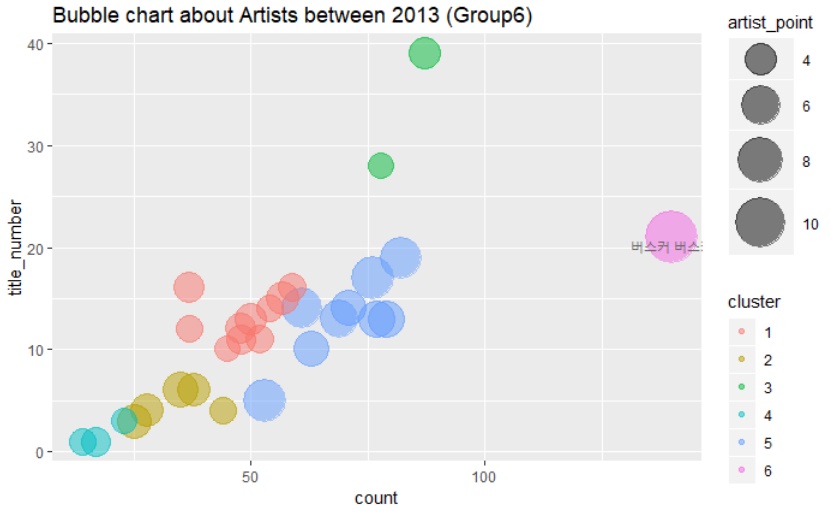 Bubble chart about Artists between 2013 (Group6)
artist_point
4
6
8
10
cluster
1
2
3
4
5
6
title_number
40
30
20
10
0
버스커 버스
50
100
count